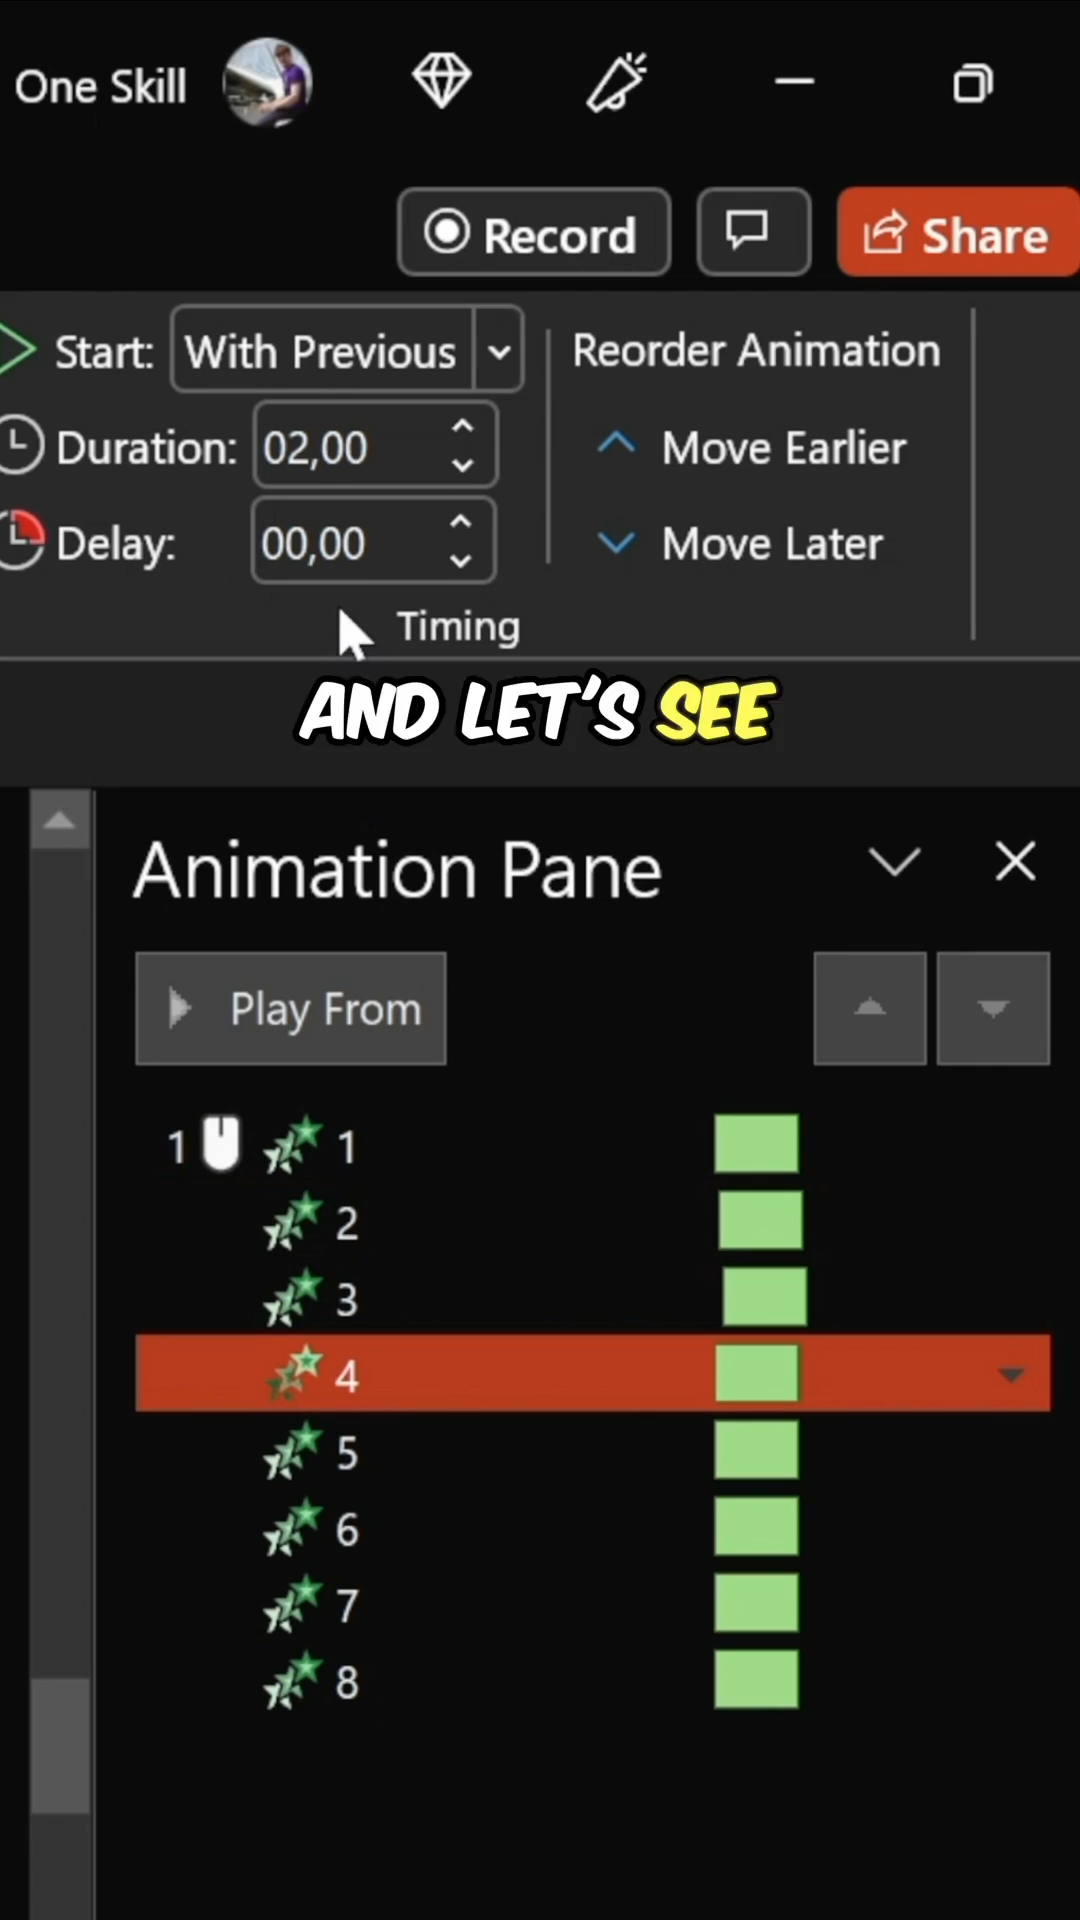 One Skill
Record
Share
Start: With Previous
Reorder Animation
Duration: 02,00
Move Earlier
Delay: 00,00
Move Later
Timing
AND LET'S SEE
Animation Pane
Play From
1 1
2
3
4
5
6
7
8